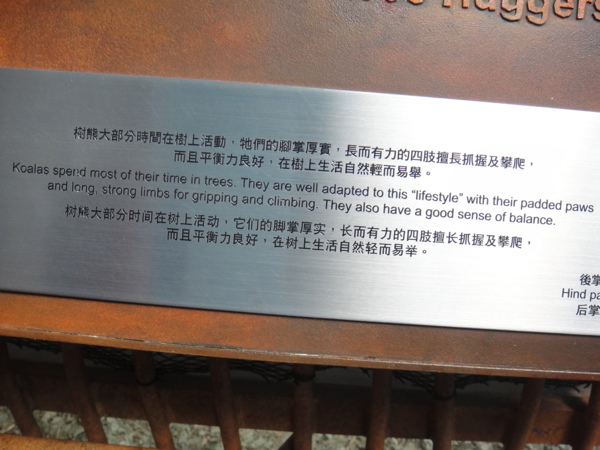 Huggers
樹熊大部分時間在樹上活動，牠們的腳掌厚實，長而有力的四肢擅長抓握及攀爬，
而且平衡力良好，在樹上生活自然輕而易舉。
Koalas spend most of their time in trees. They are well adapted to this “lifestyle” with their padded paws
and long, strong limbs for gripping and climbing. They also have a good sense of balance.
树熊大部分时间在树上活动，它们的脚掌厚实，长而有力的四肢擅长抓握及攀爬，
而且平衡力良好，在树上生活自然轻而易举。
後掌
Hind pa
后掌